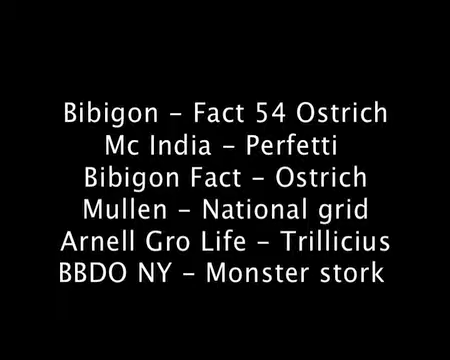 Bibigon - Fact 54 Ostrich
Mc India - Perfetti
Bibigon Fact - Ostrich
Mullen - National grid
Arnell Gro Life - Trillicius
BBDO NY - Monster stork